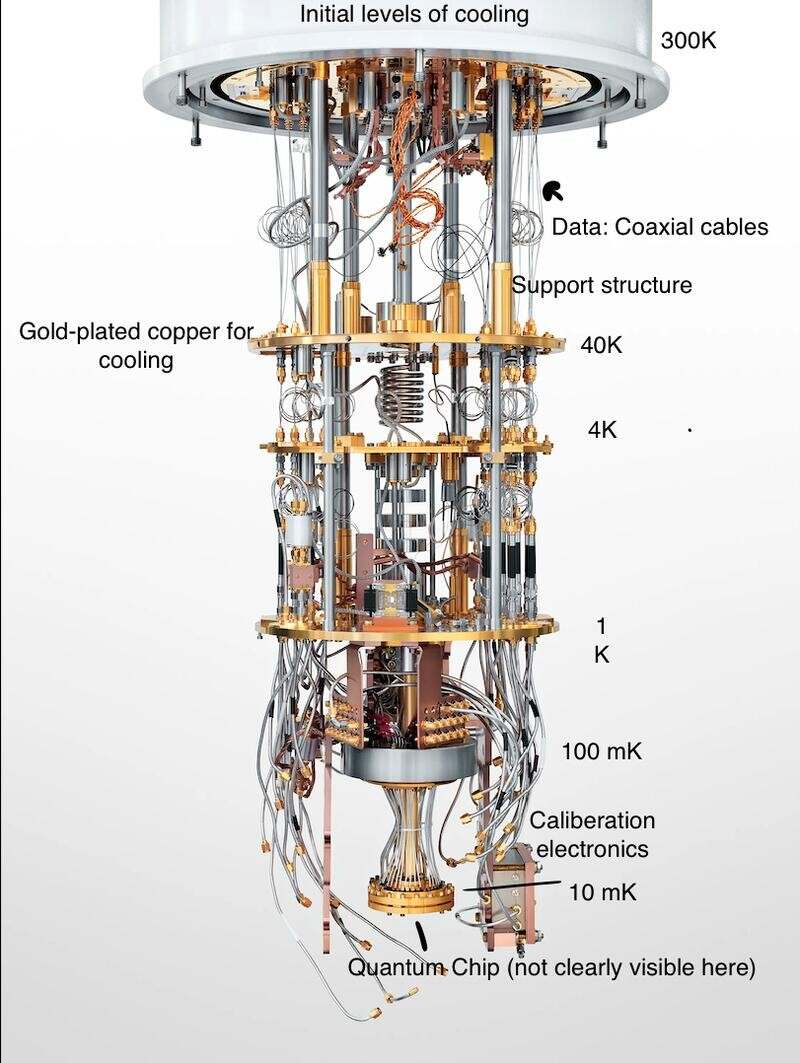 Initial levels of cooling
300K
Data: Coaxial cables
Support structure
Gold-plated copper for
cooling
40K
4K
1
K
100 mK
Caliberation
electronics
10 mK
Quantum Chip (not clearly visible here)